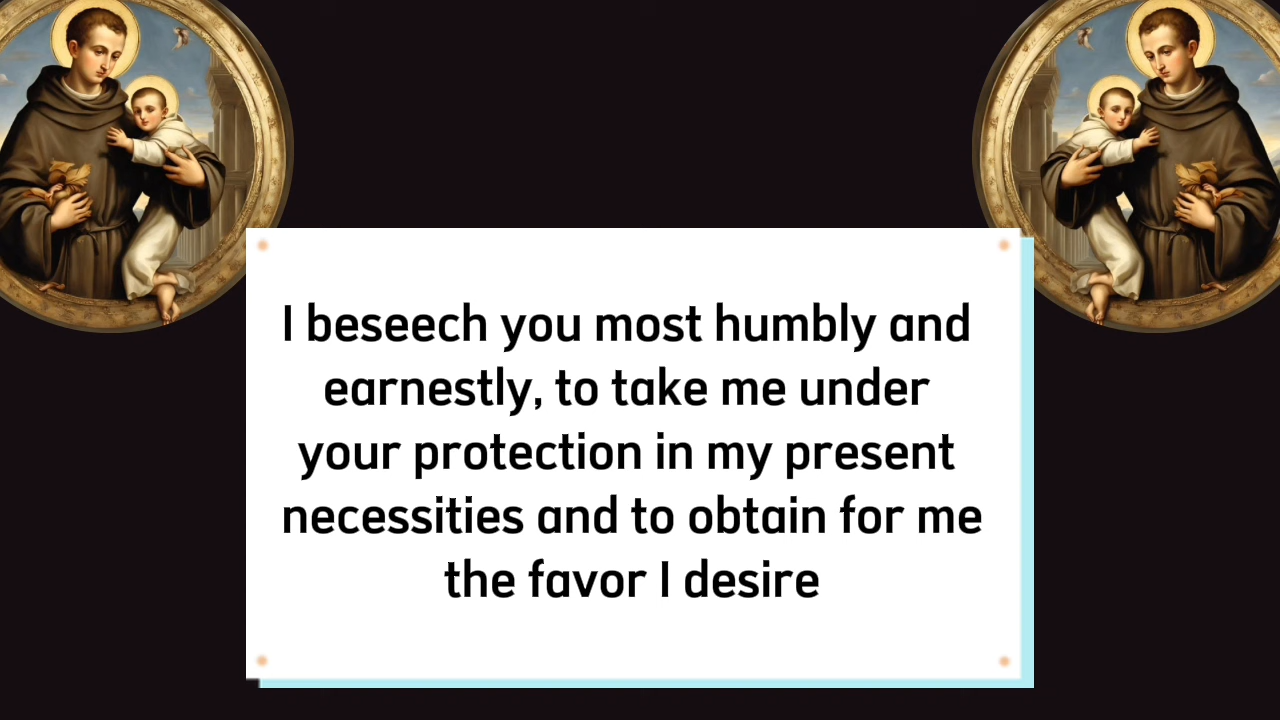 I beseech you most humbly and
earnestly, to take me under
your protection in my present
necessities and to obtain for me
the favor I desire